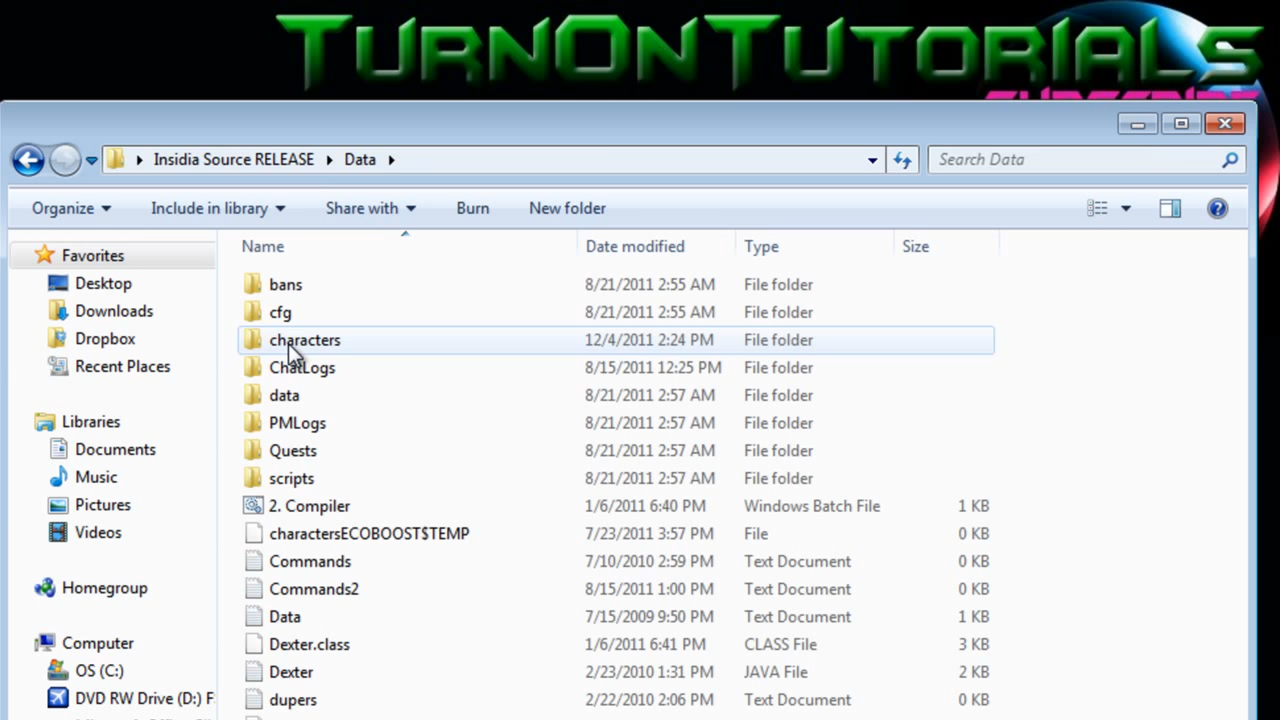 TurnOnTutorials
SUBSCRIBE
Insidia Source RELEASE Data
Search Data
Organize Include in library Share with Burn New folder
Name Date modified Type Size
Favorites
Desktop
Downloads
Dropbox
Recent Places
Libraries
Documents
Music
Pictures
Videos
Homegroup
Computer
OS (C:)
DVD RW Drive (D:) F
bans 8/21/2011 2:55 AM File folder
cfg 8/21/2011 2:55 AM File folder
characters 12/4/2011 2:24 PM File folder
ChatLogs 8/15/2011 12:25 PM File folder
data 8/21/2011 2:57 AM File folder
PMLogs 8/21/2011 2:57 AM File folder
Quests 8/21/2011 2:57 AM File folder
scripts 8/21/2011 2:57 AM File folder
2. Compiler 1/6/2011 6:40 PM Windows Batch File 1 KB
charactersECOBOOST$TEMP 7/23/2011 3:57 PM File 0 KB
Commands 7/10/2010 2:59 PM Text Document 0 KB
Commands2 8/15/2011 1:00 PM Text Document 0 KB
Data 7/15/2009 9:50 PM Text Document 1 KB
Dexter.class 1/6/2011 6:41 PM CLASS File 3 KB
Dexter 2/23/2010 1:31 PM JAVA File 2 KB
dupers 2/22/2010 2:06 PM Text Document 0 KB